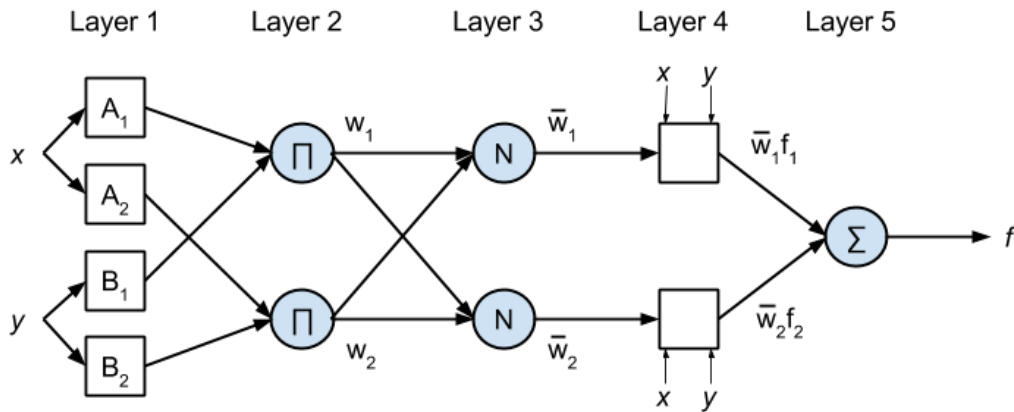 Layer 1 Layer 2 Layer 3 Layer 4 Layer 5
x y
A₁ w₁ w̅₁ w̅₁f₁
∏ N
x
A₂
∑ f
B₁
y
∏ N w̅₂f₂
B₂ w₂ w̅₂
x y